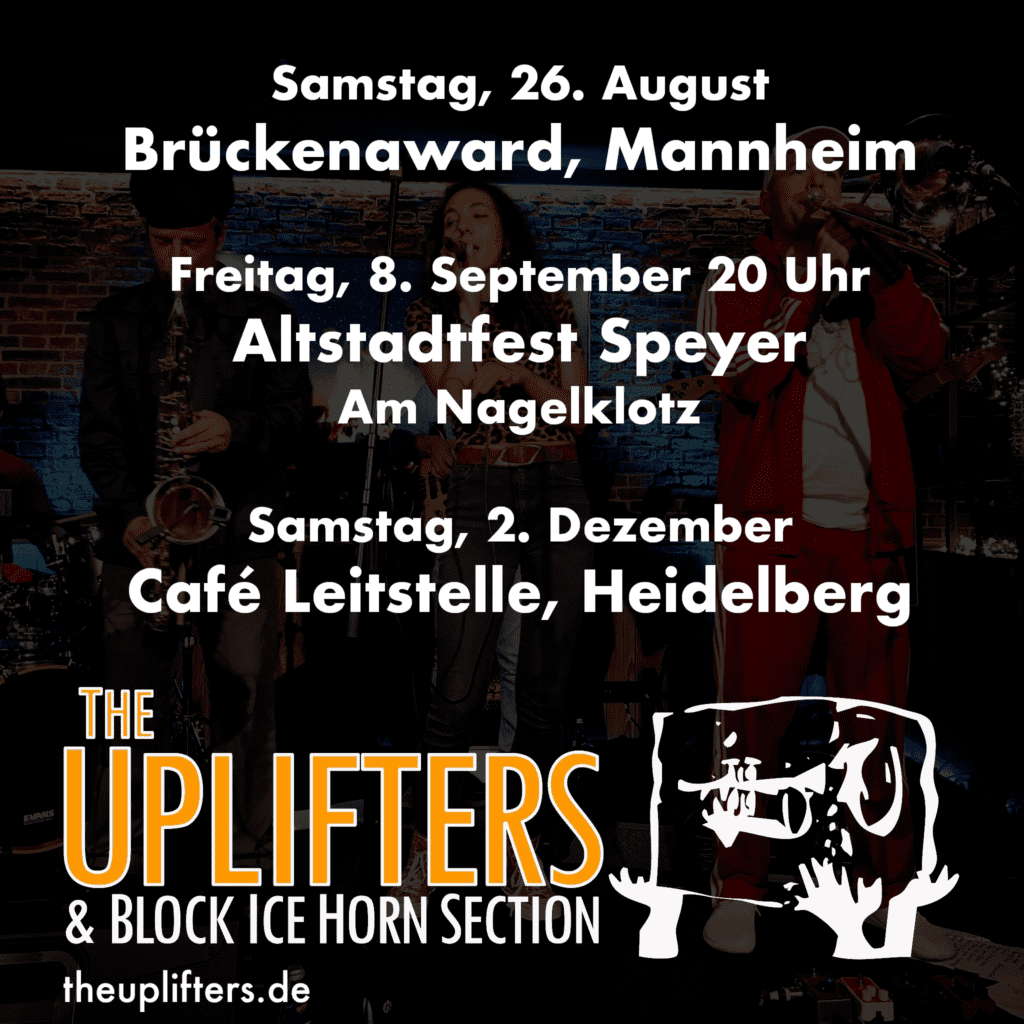 Samstag, 26. August
Brückenaward, Mannheim
Freitag, 8. September 20 Uhr
Altstadtfest Speyer
Am Nagelklotz
Samstag, 2. Dezember
Café Leitstelle, Heidelberg
THE
UPLIFTERS
& BLOCK ICE HORN SECTION
theuplifters.de
EVANS